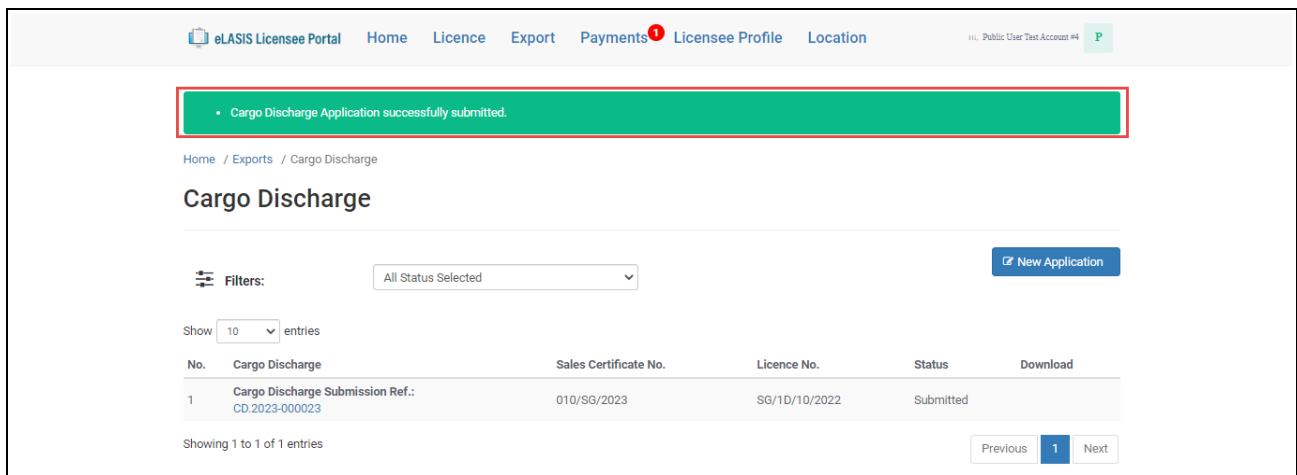 eLASIS Licensee Portal Home Licence Export Payments 1 Licensee Profile Location Hi, Public User Test Account #4 P
• Cargo Discharge Application successfully submitted.
Home / Exports / Cargo Discharge
Cargo Discharge
New Application
Filters: All Status Selected
Show 10 entries
No. Cargo Discharge Sales Certificate No. Licence No. Status Download
1 Cargo Discharge Submission Ref.: 010/SG/2023 SG/1D/10/2022 Submitted
CD.2023-000023
Showing 1 to 1 of 1 entries Previous 1 Next